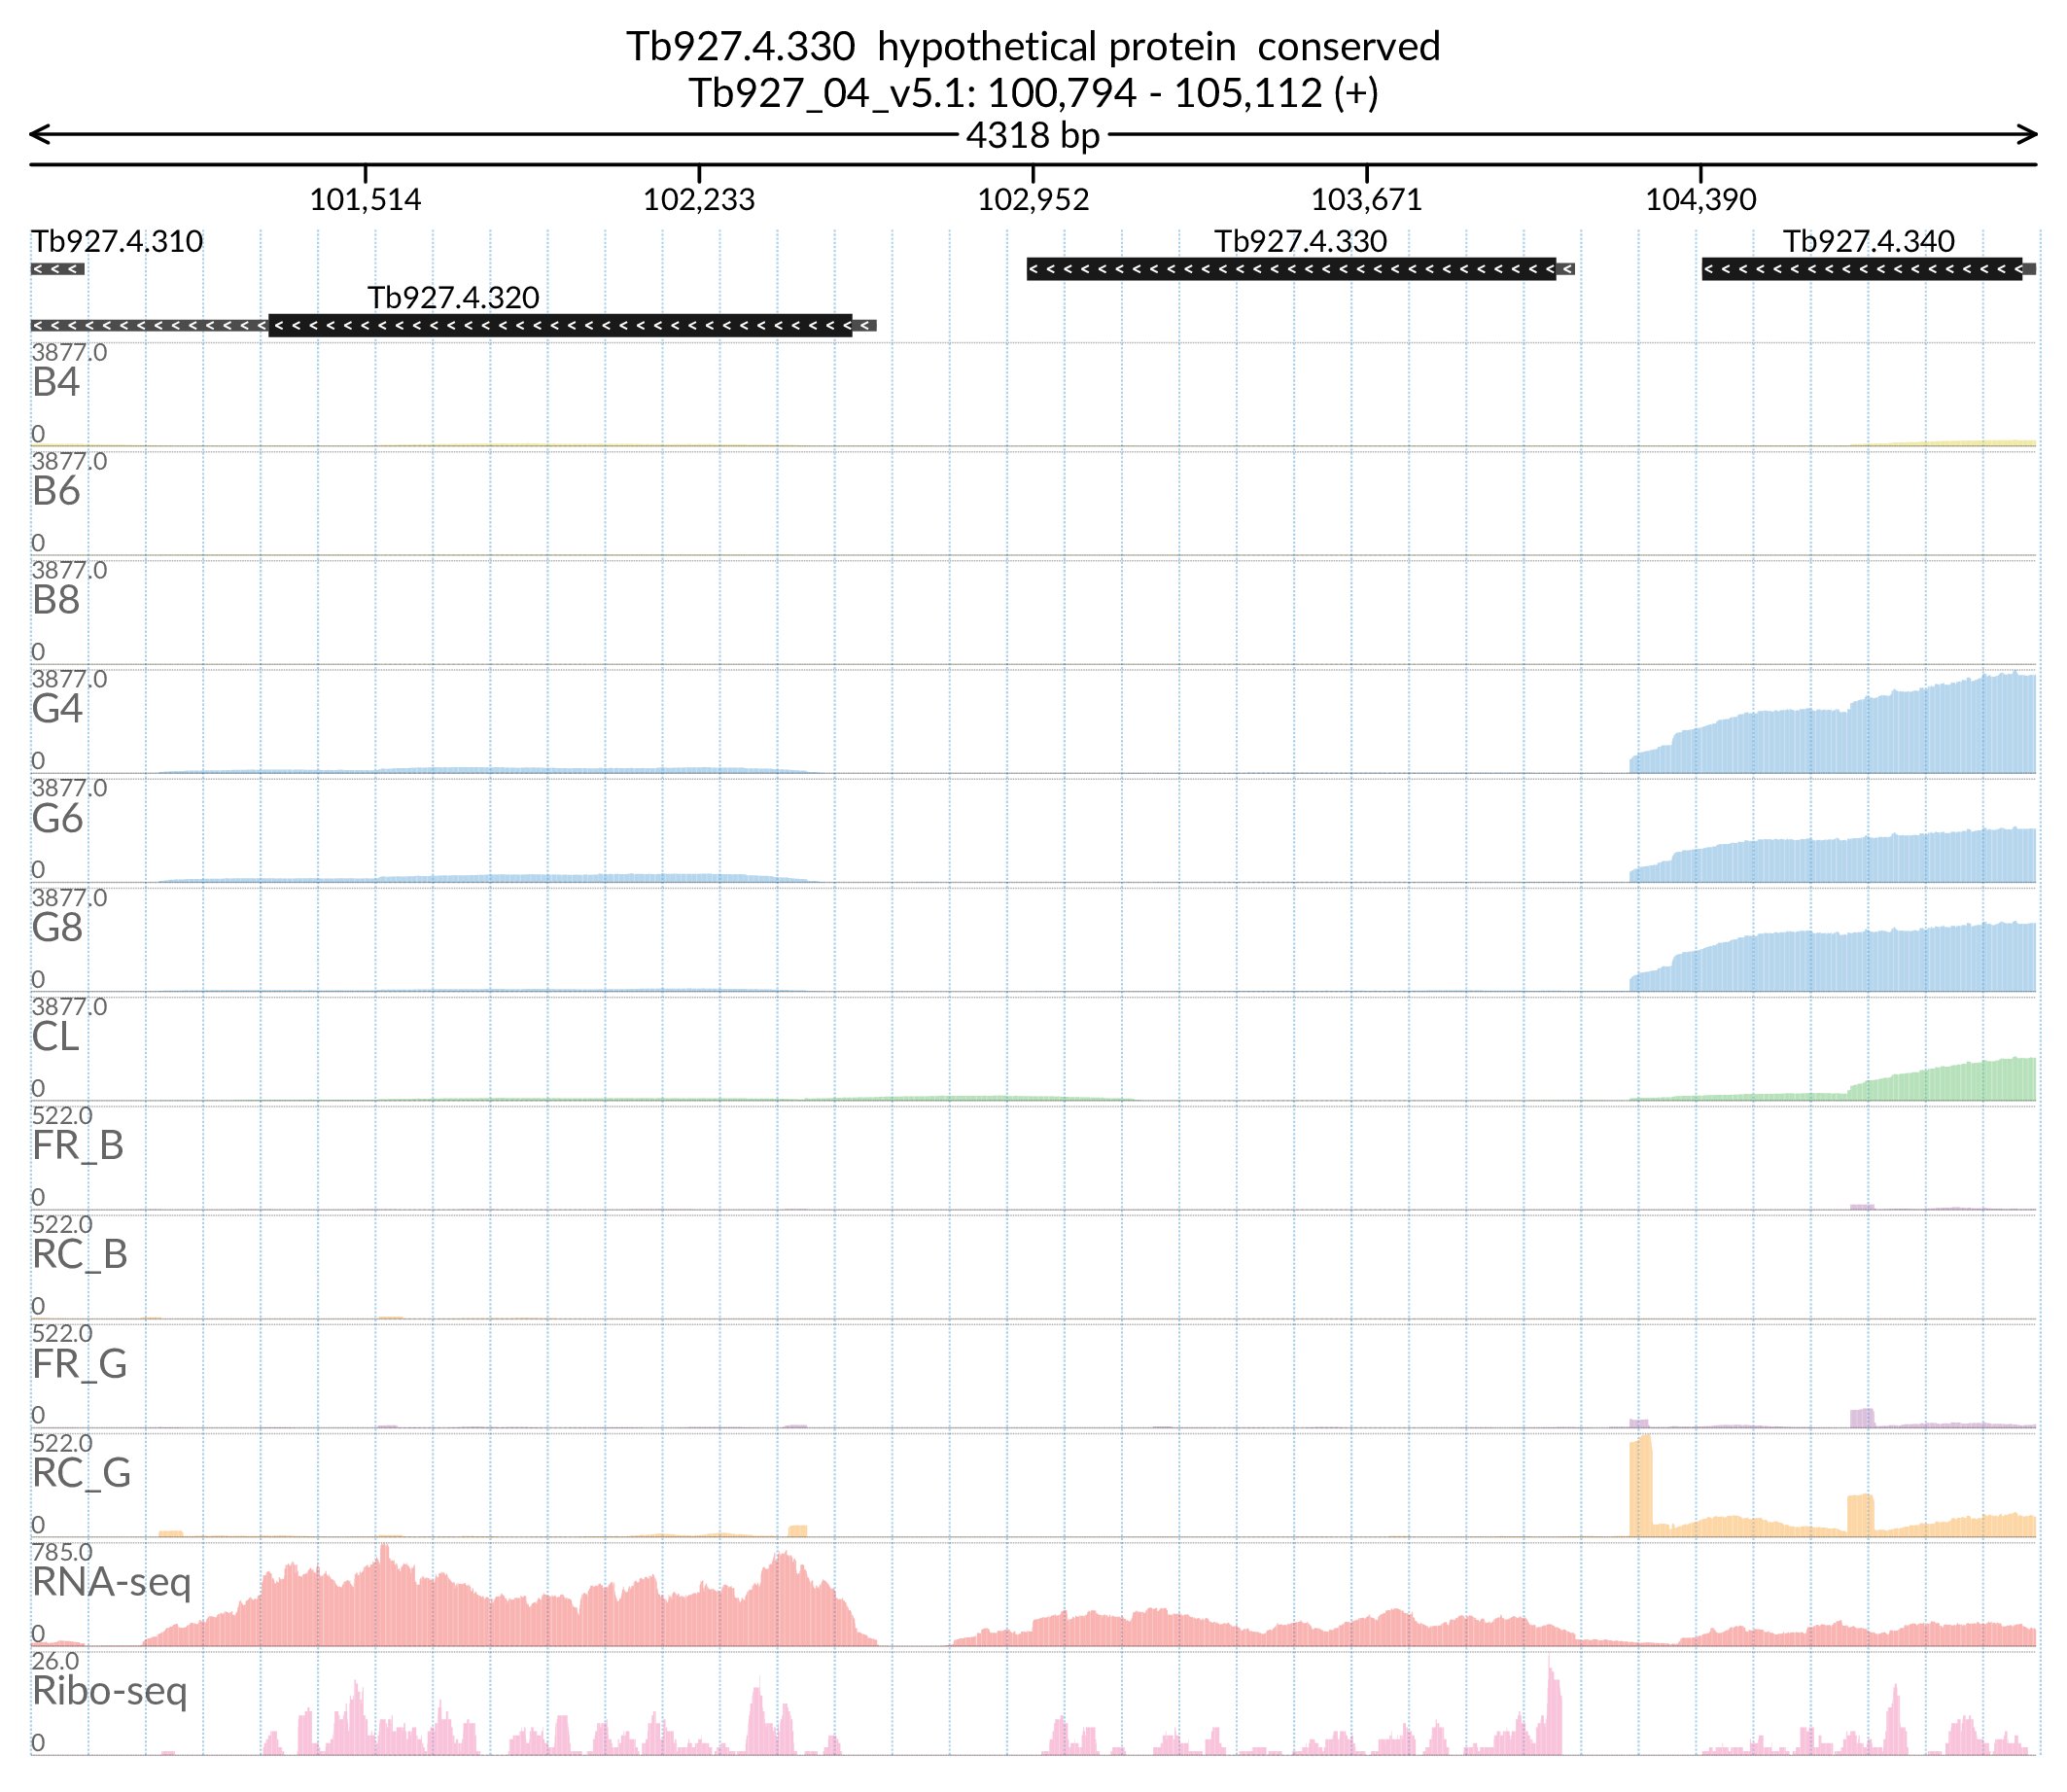 Tb927.4.330 hypothetical protein conserved
Tb927_04_v5.1: 100,794 - 105,112 (+)
4318 bp
101,514 102,233 102,952 103,671 104,390
Tb927.4.310 Tb927.4.330 Tb927.4.340
Tb927.4.320
3877.0
B4
0
3877.0
B6
0
3877.0
B8
0
3877.0
G4
0
3877.0
G6
0
3877.0
G8
0
3877.0
CL
0
522.0
FR_B
0
522.0
RC_B
0
522.0
FR_G
0
522.0
RC_G
0
785.0
RNA-seq
0
26.0
Ribo-seq
0